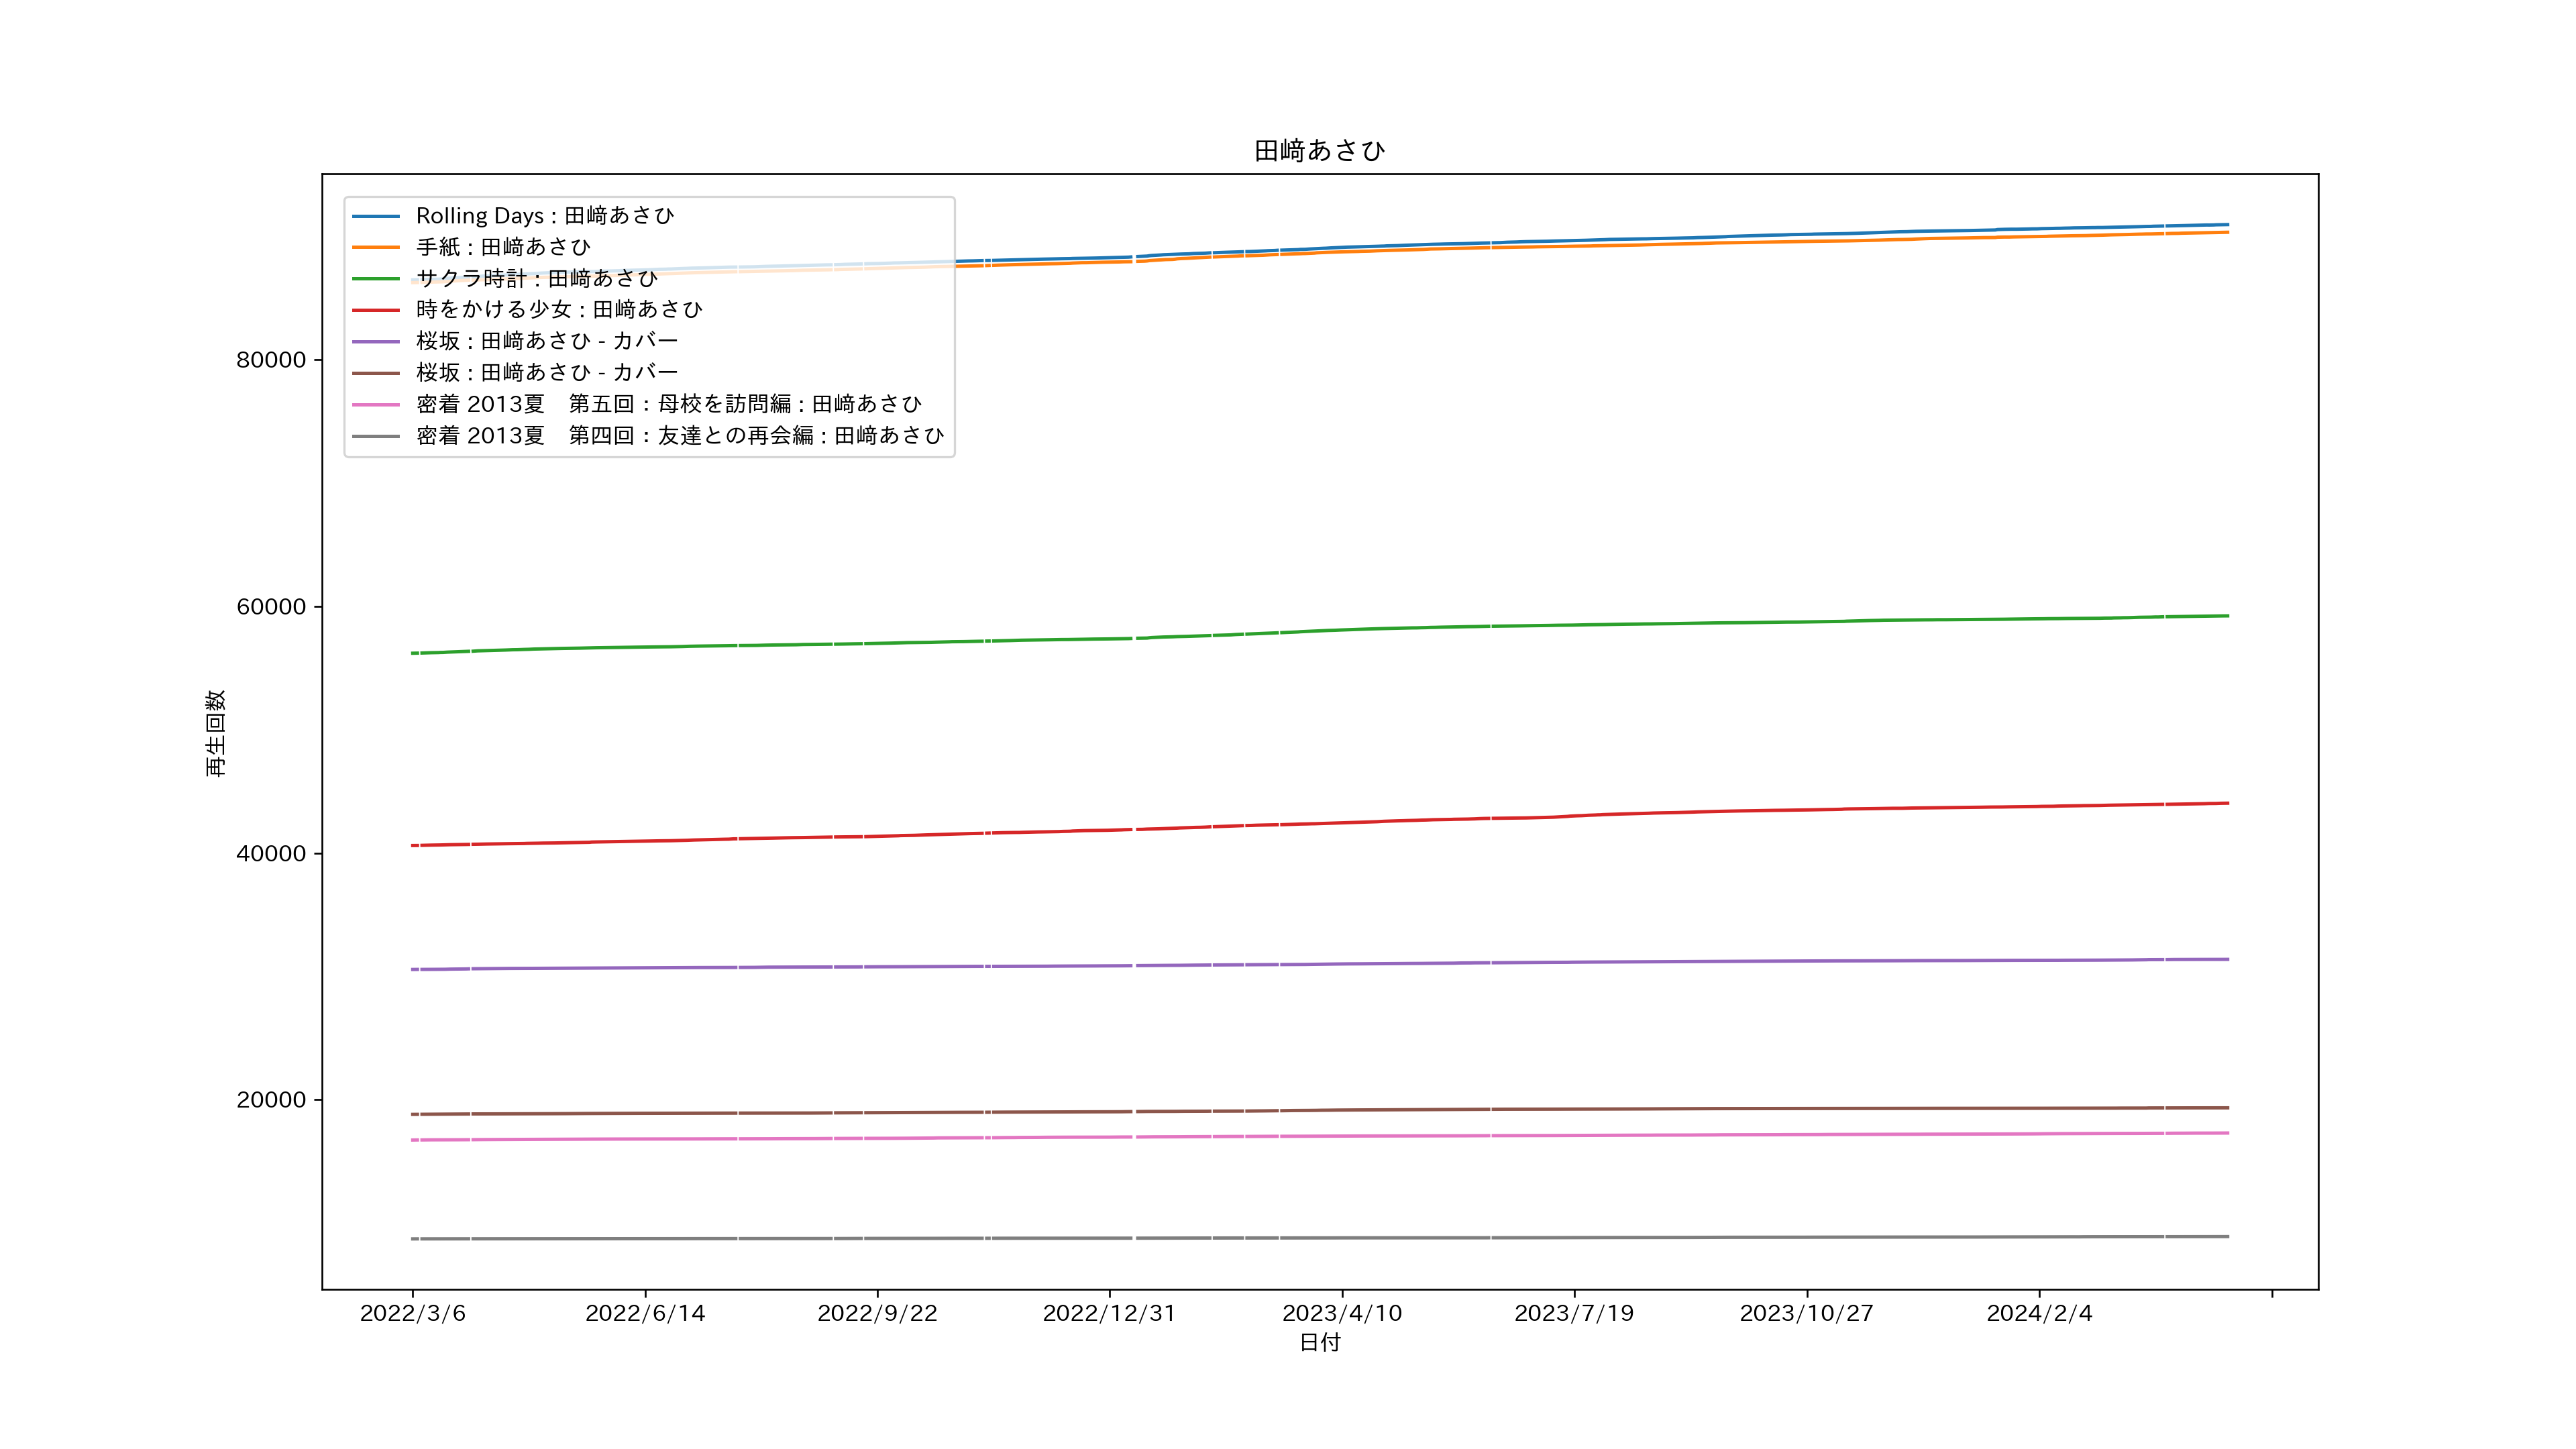 田﨑あさひ
Rolling Days : 田﨑あさひ
手紙 : 田﨑あさひ
サクラ時計 : 田﨑あさひ
時をかける少女 : 田﨑あさひ
桜坂 : 田﨑あさひ - カバー
桜坂 : 田﨑あさひ - カバー
密着 2013夏　第五回：母校を訪問編 : 田﨑あさひ
密着 2013夏　第四回：友達との再会編 : 田﨑あさひ
80000
60000
40000
20000
再生回数
2022/3/6
2022/6/14
2022/9/22
2022/12/31
2023/4/10
2023/7/19
2023/10/27
2024/2/4
日付